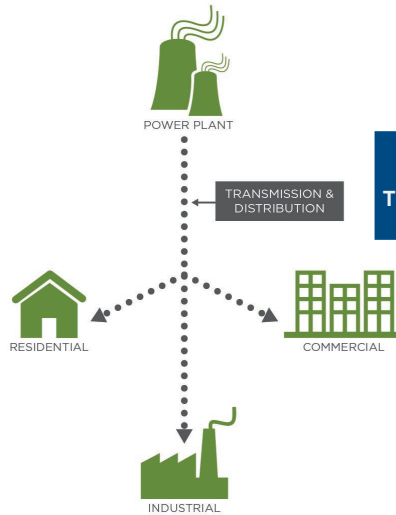 POWER PLANT
TRANSMISSION &
DISTRIBUTION
T
RESIDENTIAL
COMMERCIAL
INDUSTRIAL